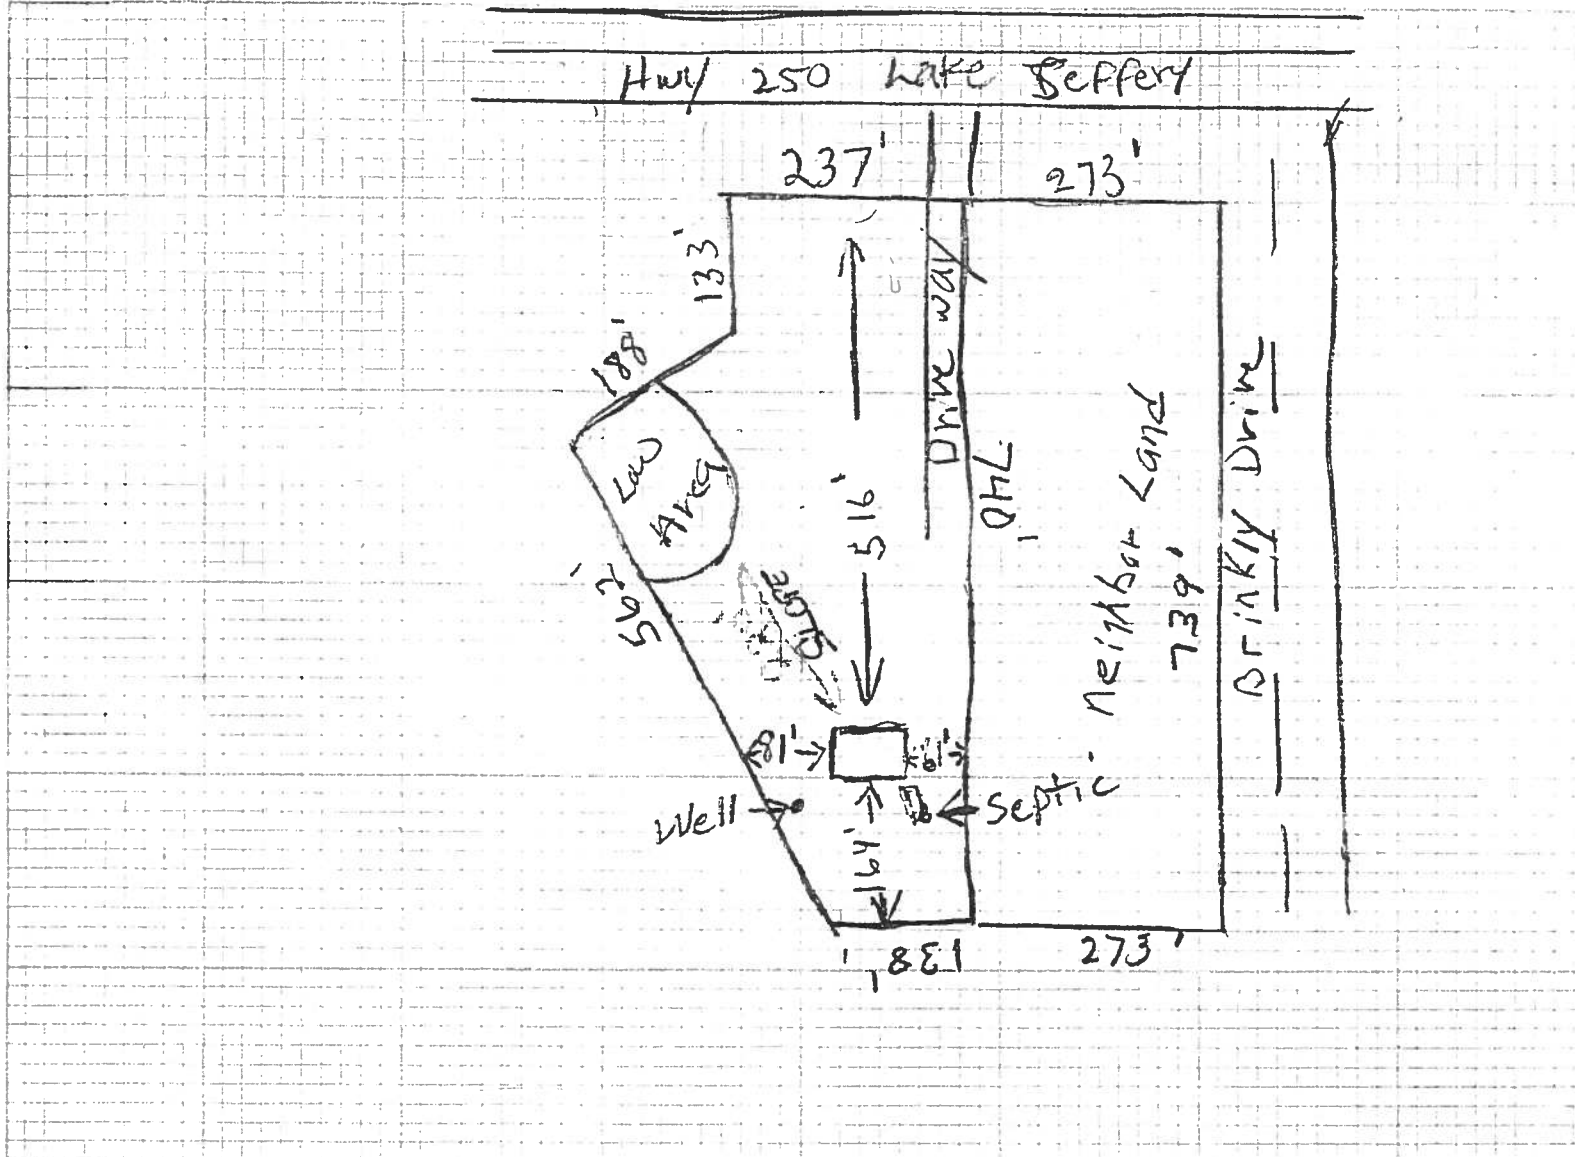 Hwy 250 Lake Jeffery
237'
273'
133'
188'
Drive way
Low
Area
516'
OHL
562'
SLOPE
Neighbor Land
739'
Brinkly Drive
81'
61'
Well
Septic
164'
138'
273'